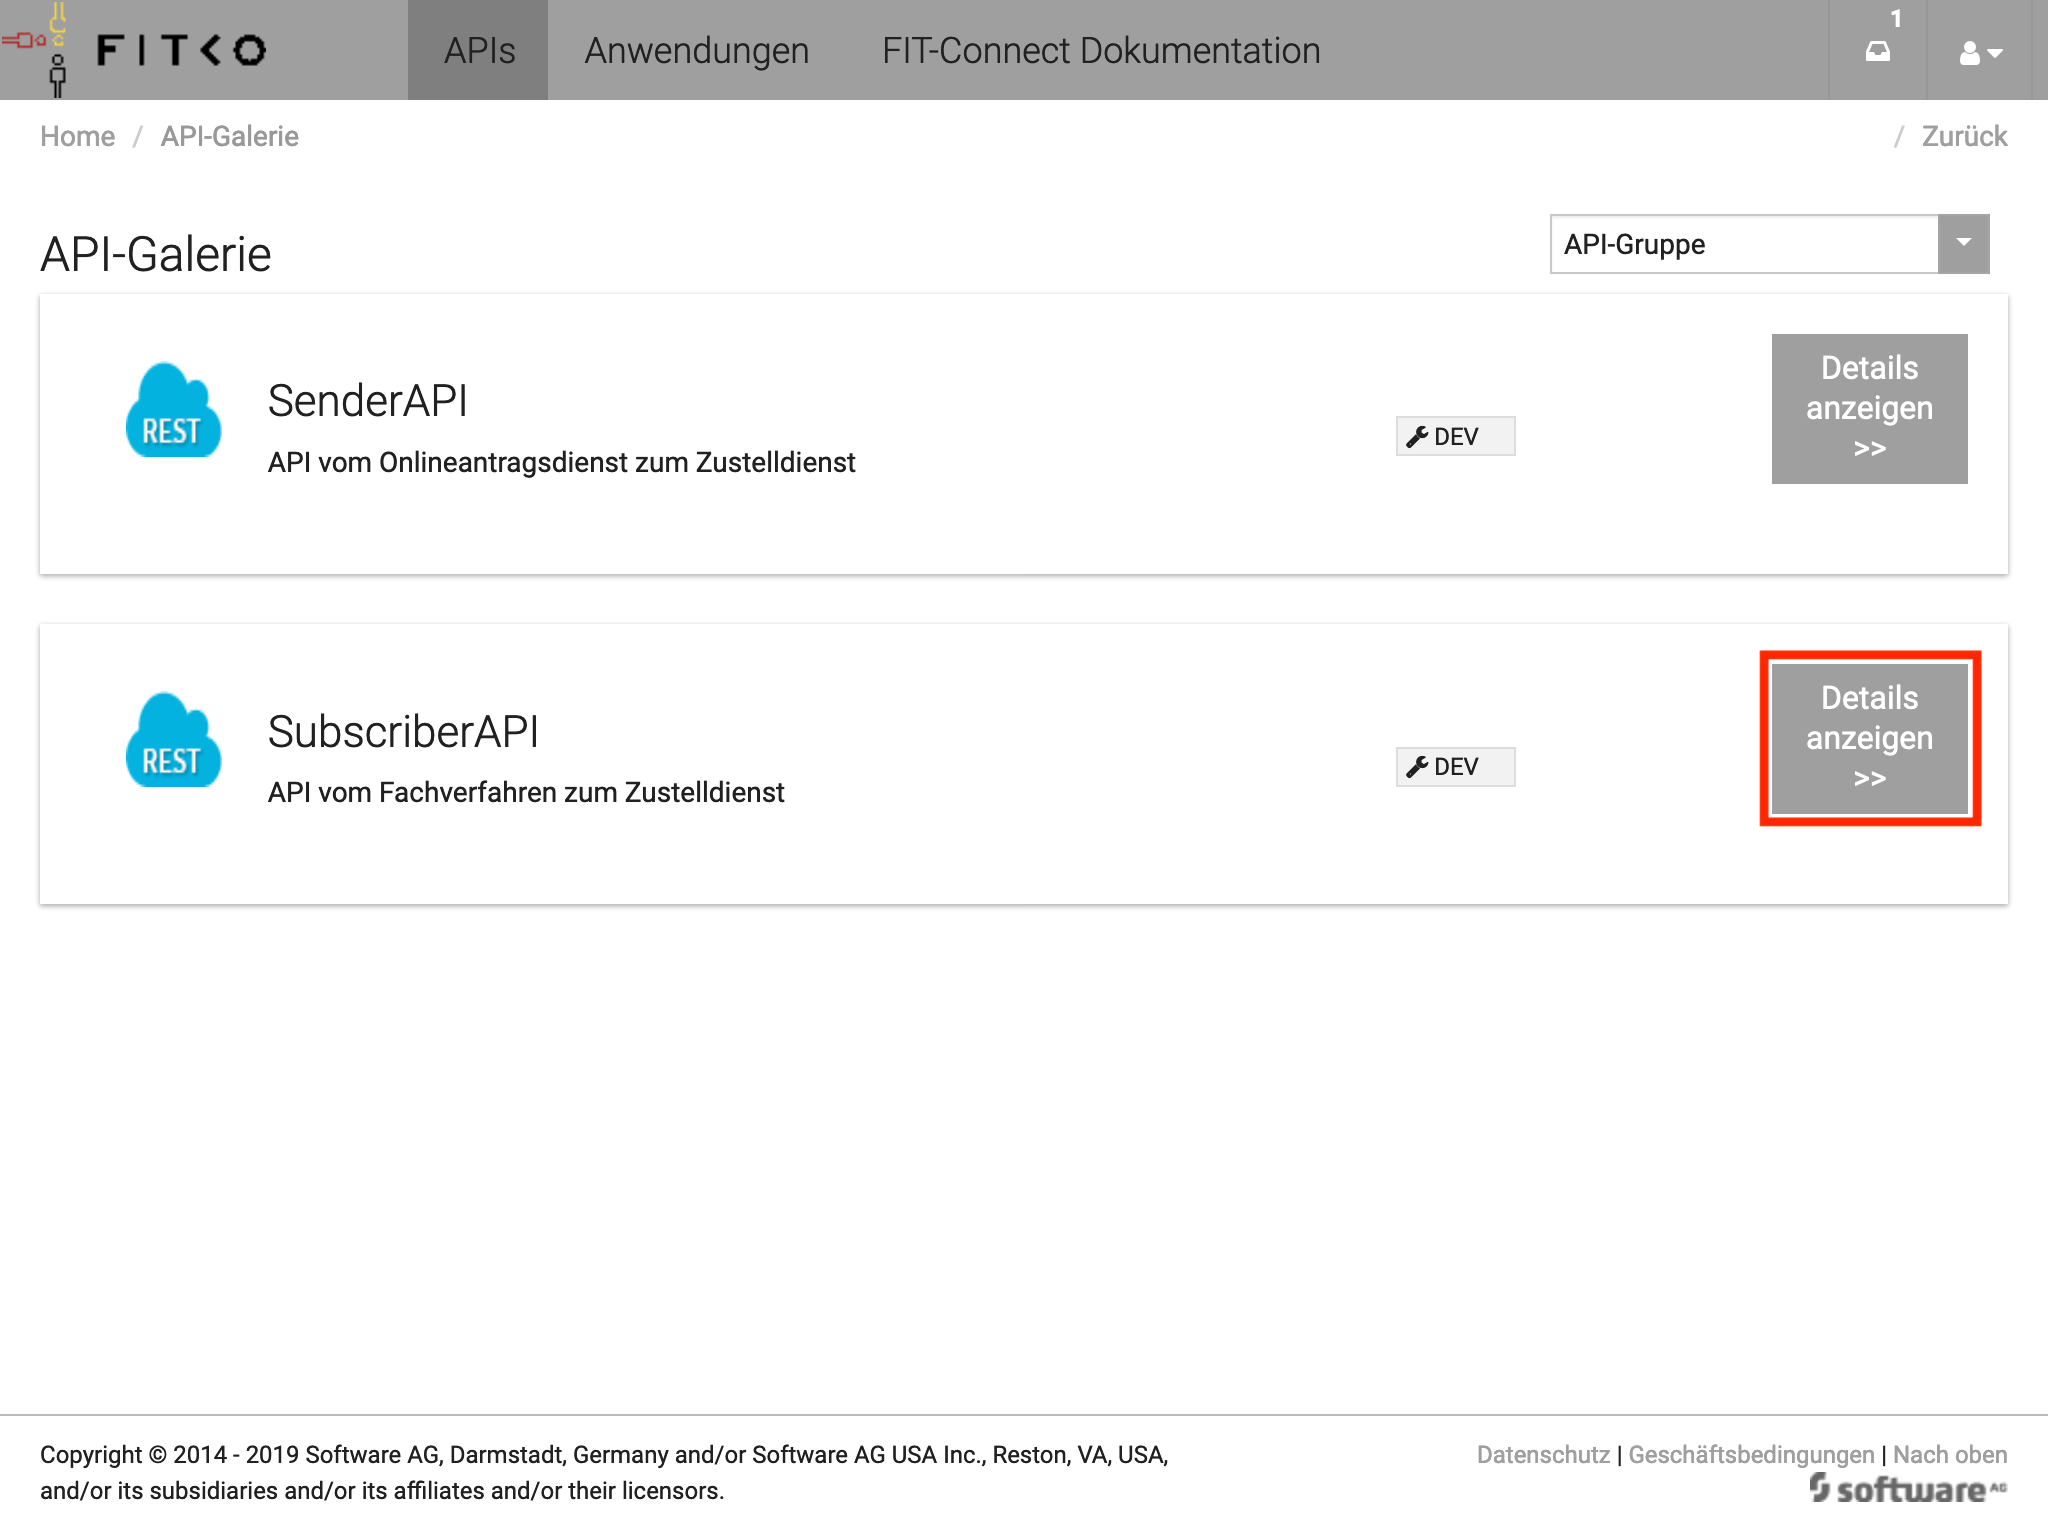 FITKO
APIs
Anwendungen
FIT-Connect Dokumentation
1
Home / API-Galerie
/ Zurück
API-Galerie
API-Gruppe
REST
SenderAPI
API vom Onlineantragsdienst zum Zustelldienst
DEV
Details
anzeigen
>>
REST
SubscriberAPI
API vom Fachverfahren zum Zustelldienst
DEV
Details
anzeigen
>>
Copyright © 2014 - 2019 Software AG, Darmstadt, Germany and/or Software AG USA Inc., Reston, VA, USA,
and/or its subsidiaries and/or its affiliates and/or their licensors.
Datenschutz | Geschäftsbedingungen | Nach oben
software AG